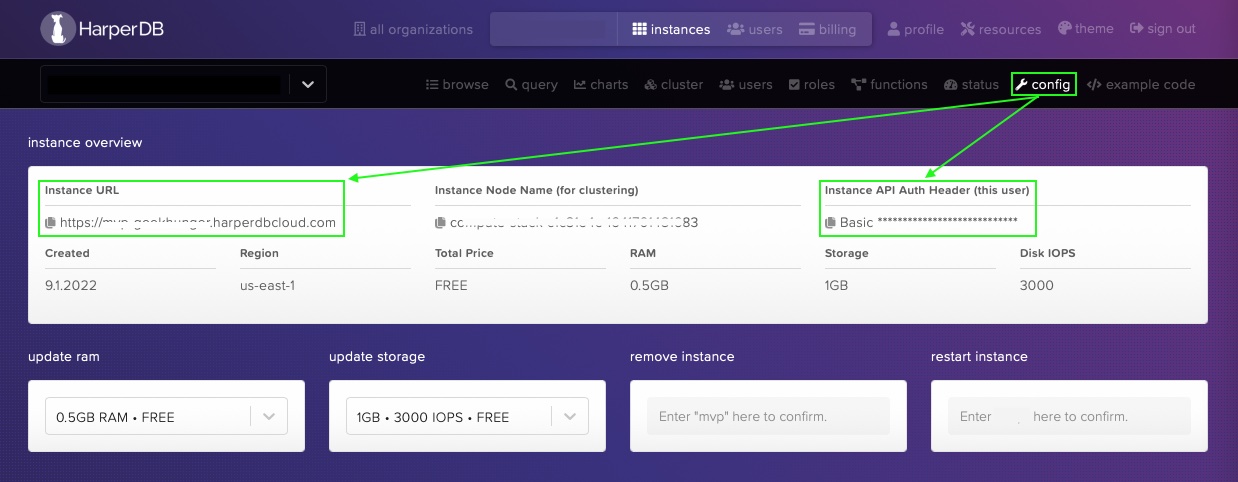 HarperDB
all organizations
instances users billing
profile resources theme sign out
browse query charts cluster users roles functions status config example code
instance overview
Instance URL Instance Node Name (for clustering) Instance API Auth Header (this user)
https:// .harperdbcloud.com Basic ****************************
Created Region Total Price RAM Storage Disk IOPS
9.1.2022 us-east-1 FREE 0.5GB 1GB 3000
update ram update storage remove instance restart instance
0.5GB RAM • FREE 1GB • 3000 IOPS • FREE Enter "mvp" here to confirm. Enter here to confirm.